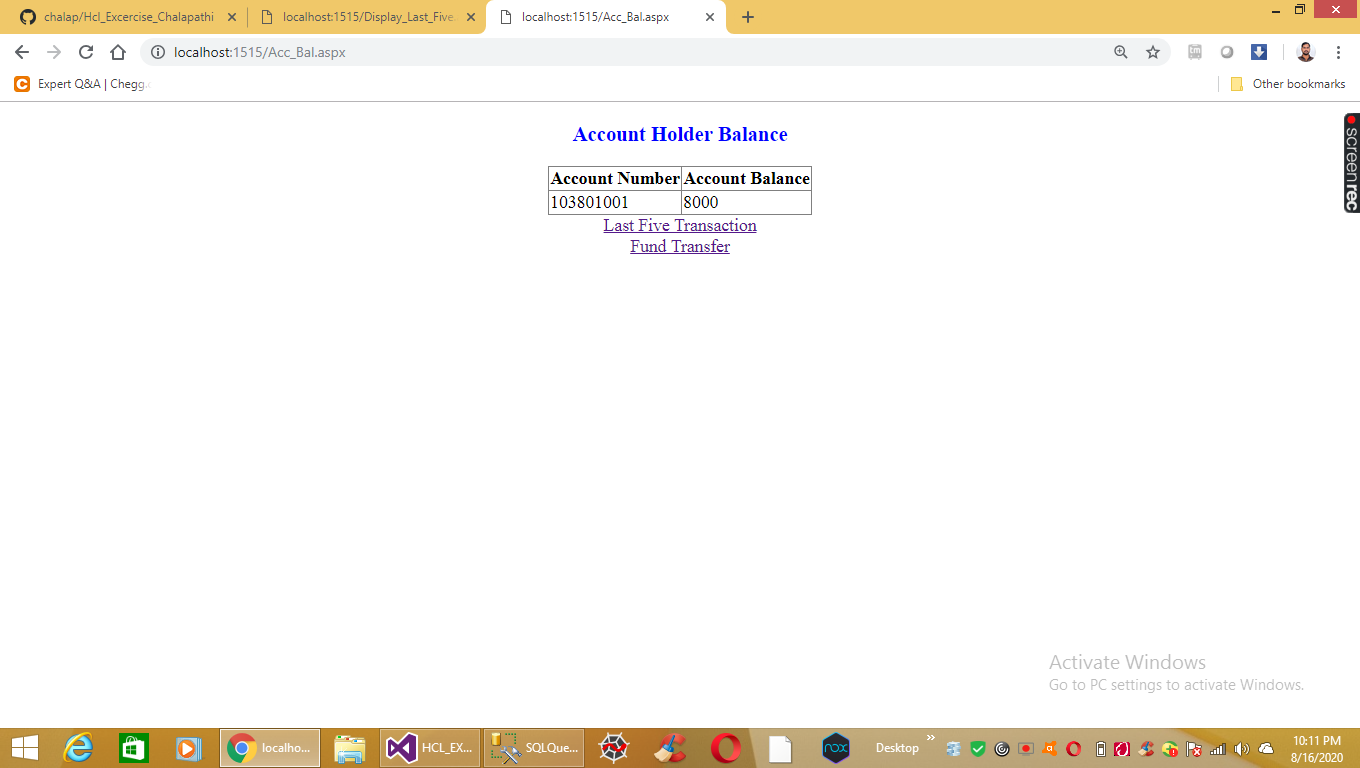 chalap/Hcl_Excercise_Chalapathi
localhost:1515/Display_Last_Five
localhost:1515/Acc_Bal.aspx
localhost:1515/Acc_Bal.aspx
Expert Q&A | Chegg.c
Other bookmarks
Account Holder Balance
Account Number Account Balance
103801001 8000
Last Five Transaction
Fund Transfer
screenrec
Activate Windows
Go to PC settings to activate Windows.
localho...
HCL_EX...
SQLQue...
nox
Desktop
10:11 PM
8/16/2020